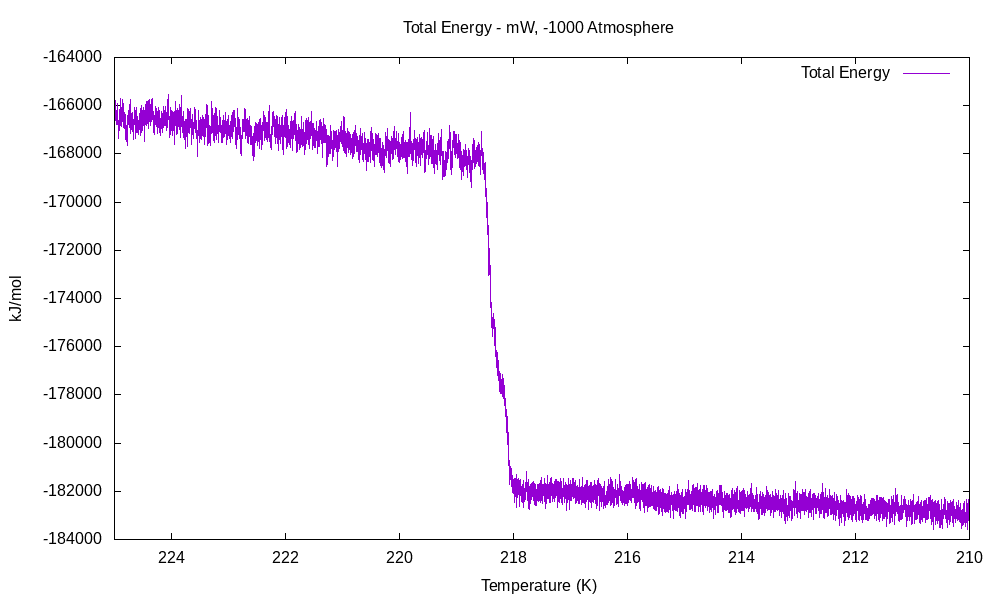 Total Energy - mW, -1000 Atmosphere
Total Energy
-164000
-166000
-168000
-170000
-172000
-174000
-176000
-178000
-180000
-182000
-184000
kJ/mol
224 222 220 218 216 214 212 210
Temperature (K)